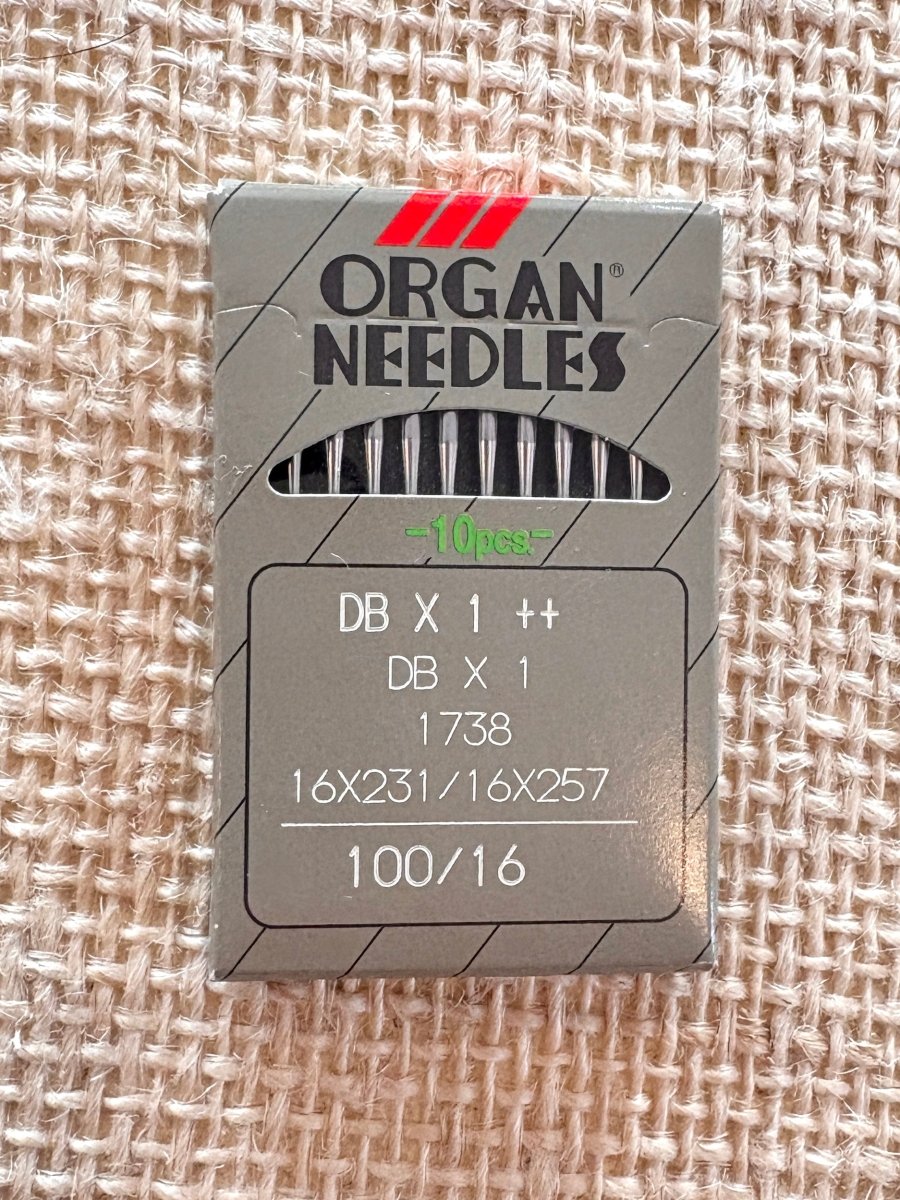 ORGAN®
NEEDLES
-10pcs.-
DB X 1 ++
DB X 1
1738
16X231/16X257
100/16